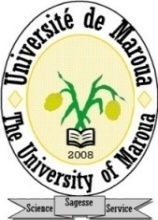 Université de Maroua
The University of Maroua
2008
Science
Sagesse
Service